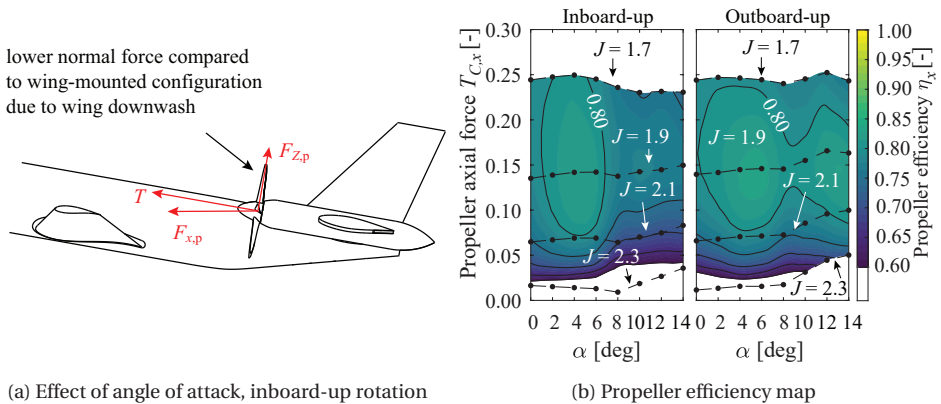 lower normal force compared
to wing-mounted configuration
due to wing downwash
F_{Z,p}
T
F_{x,p}
(a) Effect of angle of attack, inboard-up rotation
Inboard-up
Outboard-up
Propeller axial force T_{C,x} [-]
0.30
0.25
0.20
0.15
0.10
0.05
0.00
J = 1.7
0.80
J = 1.9
J = 2.1
J = 2.3
0 2 4 6 8 10 12 14
α [deg]
J = 1.7
0.80
J = 1.9
J = 2.1
J = 2.3
0 2 4 6 8 10 12 14
α [deg]
1.00
0.95
0.90
0.85
0.80
0.75
0.70
0.65
0.60
Propeller efficiency η_x [-]
(b) Propeller efficiency map